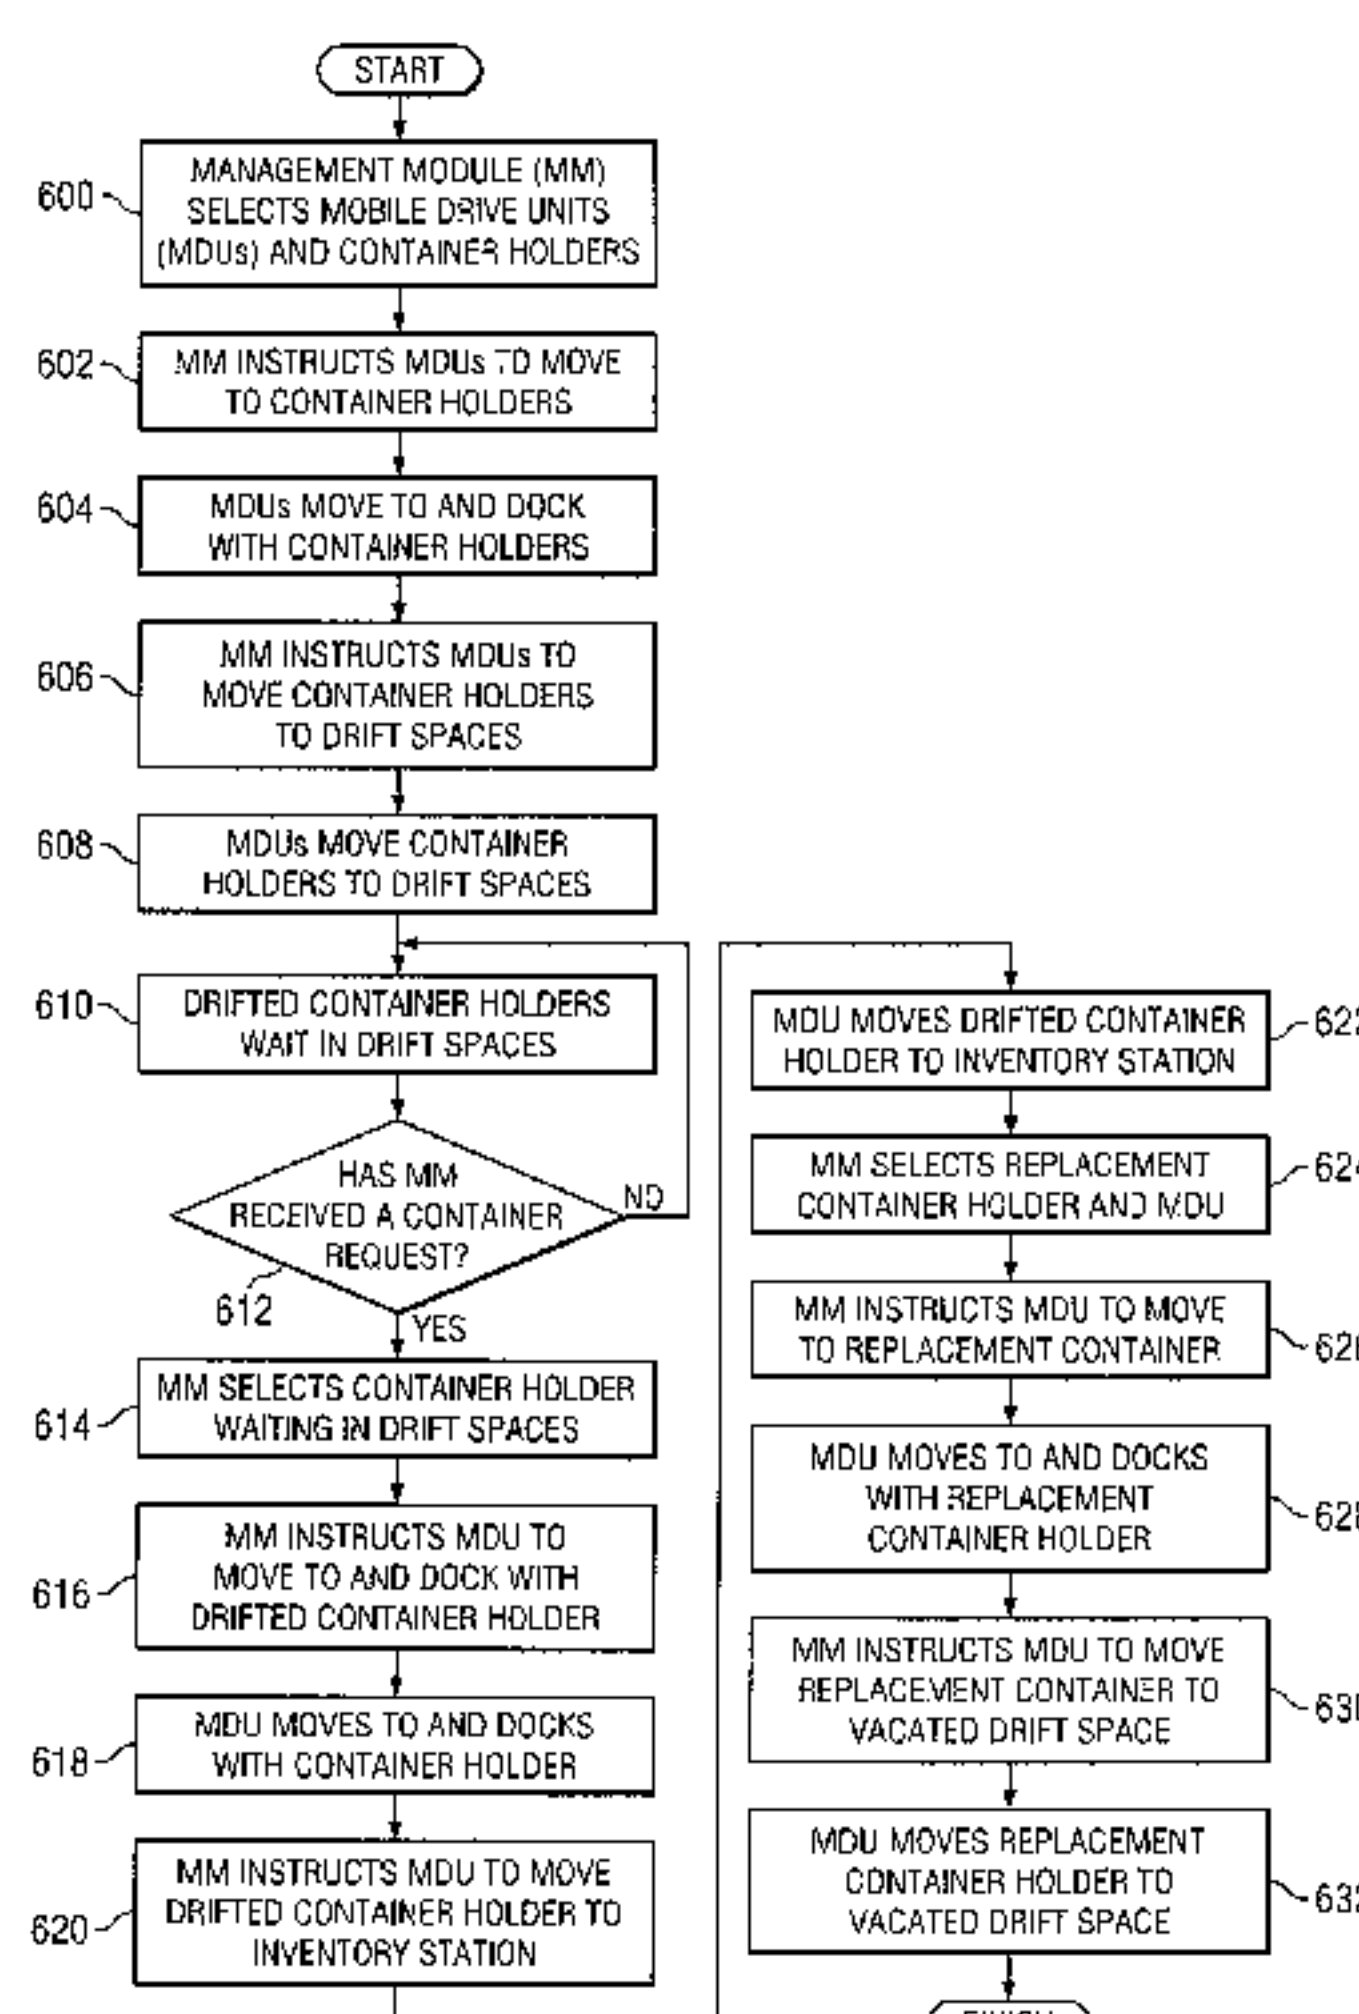 START
600
MANAGEMENT MODULE (MM)
SELECTS MOBILE DRIVE UNITS
(MDUs) AND CONTAINER HOLDERS
602
MM INSTRUCTS MDUs TO MOVE
TO CONTAINER HOLDERS
604
MDUs MOVE TO AND DOCK
WITH CONTAINER HOLDERS
606
MM INSTRUCTS MDUs TO
MOVE CONTAINER HOLDERS
TO DRIFT SPACES
608
MDUs MOVE CONTAINER
HOLDERS TO DRIFT SPACES
610
DRIFTED CONTAINER HOLDERS
WAIT IN DRIFT SPACES
HAS MM
RECEIVED A CONTAINER
REQUEST?
NO
612
YES
614
MM SELECTS CONTAINER HOLDER
WAITING IN DRIFT SPACES
616
MM INSTRUCTS MDU TO
MOVE TO AND DOCK WITH
DRIFTED CONTAINER HOLDER
618
MDU MOVES TO AND DOCKS
WITH CONTAINER HOLDER
620
MM INSTRUCTS MDU TO MOVE
DRIFTED CONTAINER HOLDER TO
INVENTORY STATION
MDU MOVES DRIFTED CONTAINER
HOLDER TO INVENTORY STATION
622
MM SELECTS REPLACEMENT
CONTAINER HOLDER AND MDU
624
MM INSTRUCTS MDU TO MOVE
TO REPLACEMENT CONTAINER
MDU MOVES TO AND DOCKS
WITH REPLACEMENT
CONTAINER HOLDER
MM INSTRUCTS MDU TO MOVE
REPLACEMENT CONTAINER TO
VACATED DRIFT SPACE
MDU MOVES REPLACEMENT
CONTAINER HOLDER TO
VACATED DRIFT SPACE
632